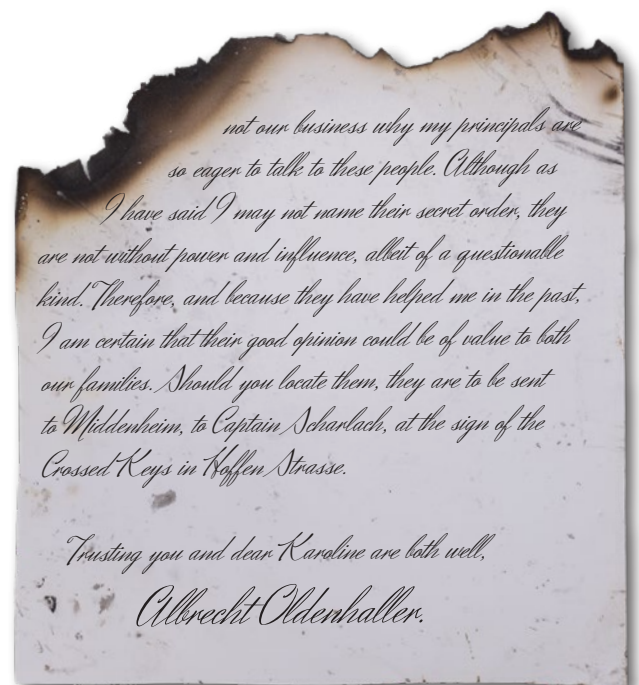 not our business why my principals are
so eager to talk to these people. Although as
I have said I may not name their secret order, they
are not without power and influence, albeit of a questionable
kind. Therefore, and because they have helped me in the past,
I am certain that their good opinion could be of value to both
our families. Should you locate them, they are to be sent
to Middenheim, to Captain Scharlach, at the sign of the
Crossed Keys in Hoffen Strasse.
Trusting you and dear Karoline are both well,
Albrecht Oldenhaller.